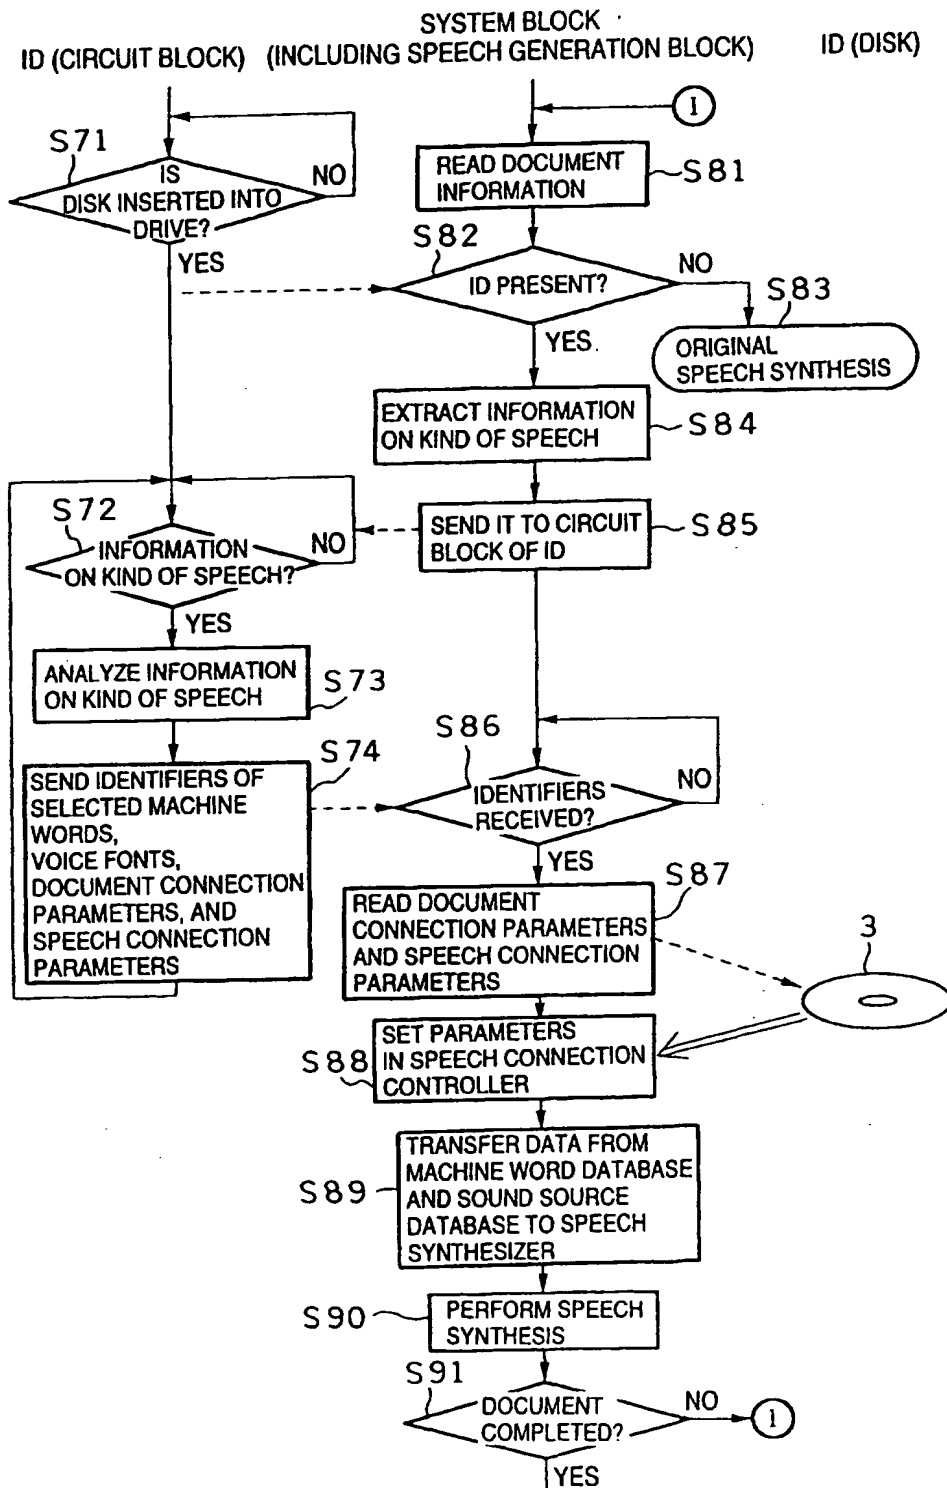 SYSTEM BLOCK
ID (CIRCUIT BLOCK) (INCLUDING SPEECH GENERATION BLOCK) ID (DISK)
1
S71
IS
DISK INSERTED INTO
DRIVE?
NO
YES
READ DOCUMENT
INFORMATION
S81
S82
ID PRESENT?
NO
YES.
S83
ORIGINAL
SPEECH SYNTHESIS
EXTRACT INFORMATION
ON KIND OF SPEECH
S84
S72
INFORMATION
ON KIND OF SPEECH?
NO
YES
SEND IT TO CIRCUIT
BLOCK OF ID
S85
ANALYZE INFORMATION
ON KIND OF SPEECH
S73
S74
SEND IDENTIFIERS OF
SELECTED MACHINE
WORDS,
VOICE FONTS,
DOCUMENT CONNECTION
PARAMETERS, AND
SPEECH CONNECTION
PARAMETERS
S86
IDENTIFIERS
RECEIVED?
NO
YES
S87
READ DOCUMENT
CONNECTION PARAMETERS
AND SPEECH CONNECTION
PARAMETERS
3
S88
SET PARAMETERS
IN SPEECH CONNECTION
CONTROLLER
S89
TRANSFER DATA FROM
MACHINE WORD DATABASE
AND SOUND SOURCE
DATABASE TO SPEECH
SYNTHESIZER
S90
PERFORM SPEECH
SYNTHESIS
S91
DOCUMENT
COMPLETED?
NO
1
YES